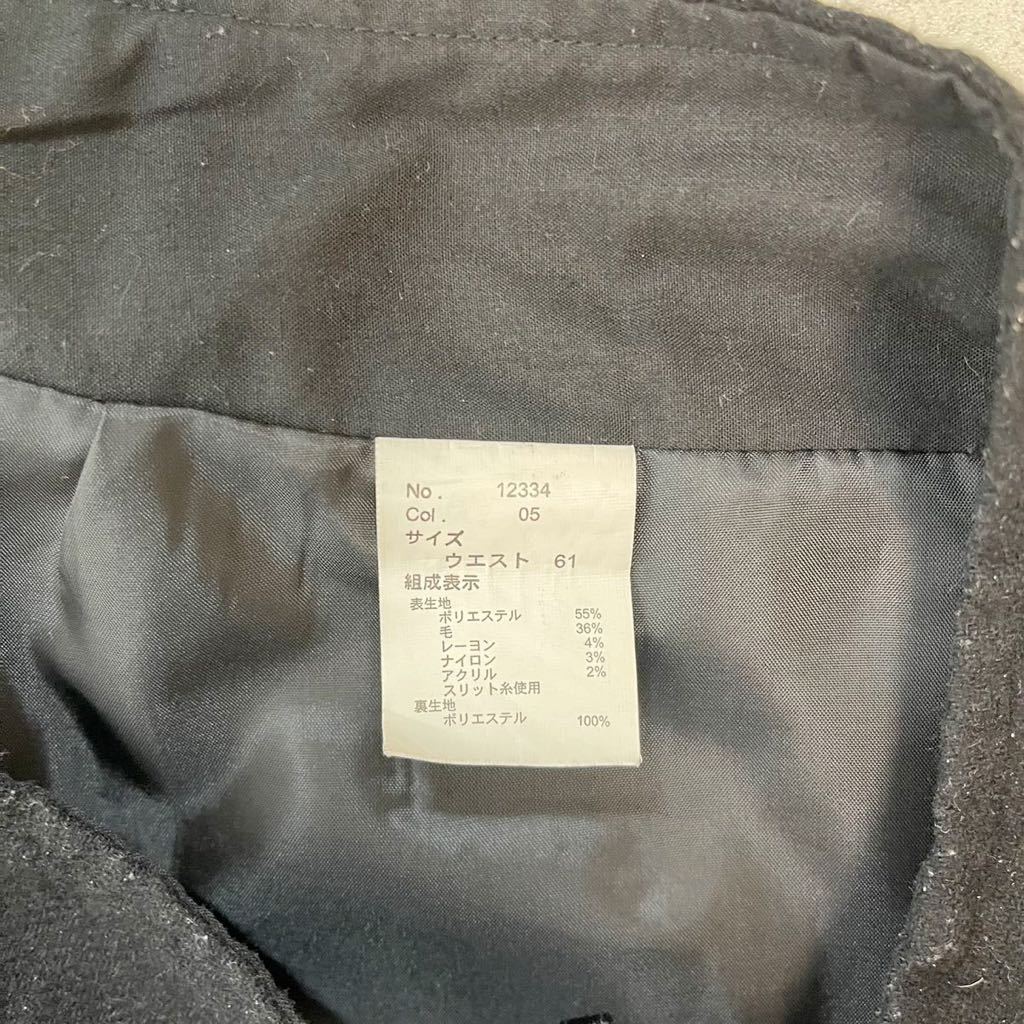 No. 12334
Col. 05
サイズ
ウエスト 61
組成表示
表生地
ポリエステル 55%
毛 36%
レーヨン 4%
ナイロン 3%
アクリル 2%
スリット糸使用
裏生地
ポリエステル 100%